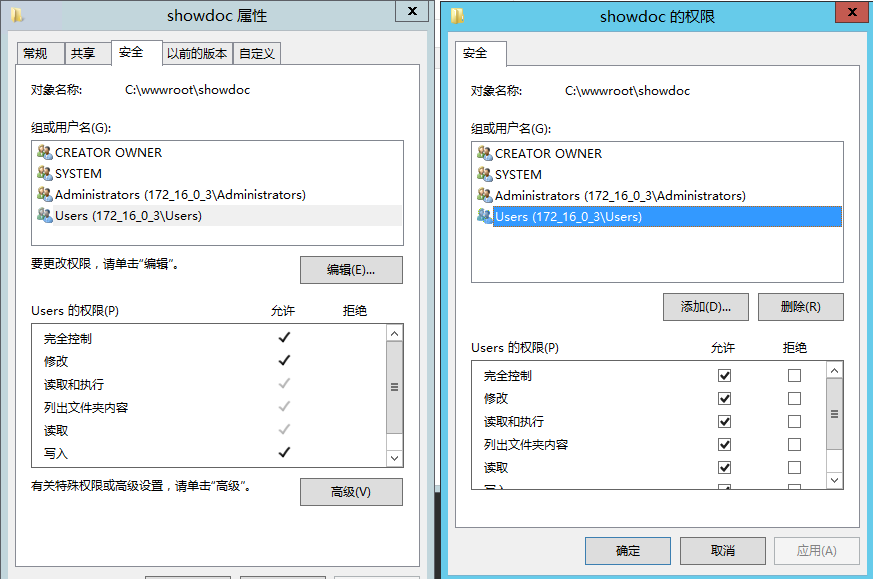 showdoc 属性
常规
共享
安全
以前的版本
自定义
对象名称:
C:\wwwroot\showdoc
组或用户名(G):
CREATOR OWNER
SYSTEM
Administrators (172_16_0_3\Administrators)
Users (172_16_0_3\Users)
要更改权限，请单击"编辑"。
编辑(E)...
Users 的权限(P)
允许
拒绝
完全控制
修改
读取和执行
列出文件夹内容
读取
写入
有关特殊权限或高级设置，请单击"高级"。
高级(V)
showdoc 的权限
安全
对象名称:
C:\wwwroot\showdoc
组或用户名(G):
CREATOR OWNER
SYSTEM
Administrators (172_16_0_3\Administrators)
Users (172_16_0_3\Users)
添加(D)...
删除(R)
Users 的权限(P)
允许
拒绝
完全控制
修改
读取和执行
列出文件夹内容
读取
确定
取消
应用(A)